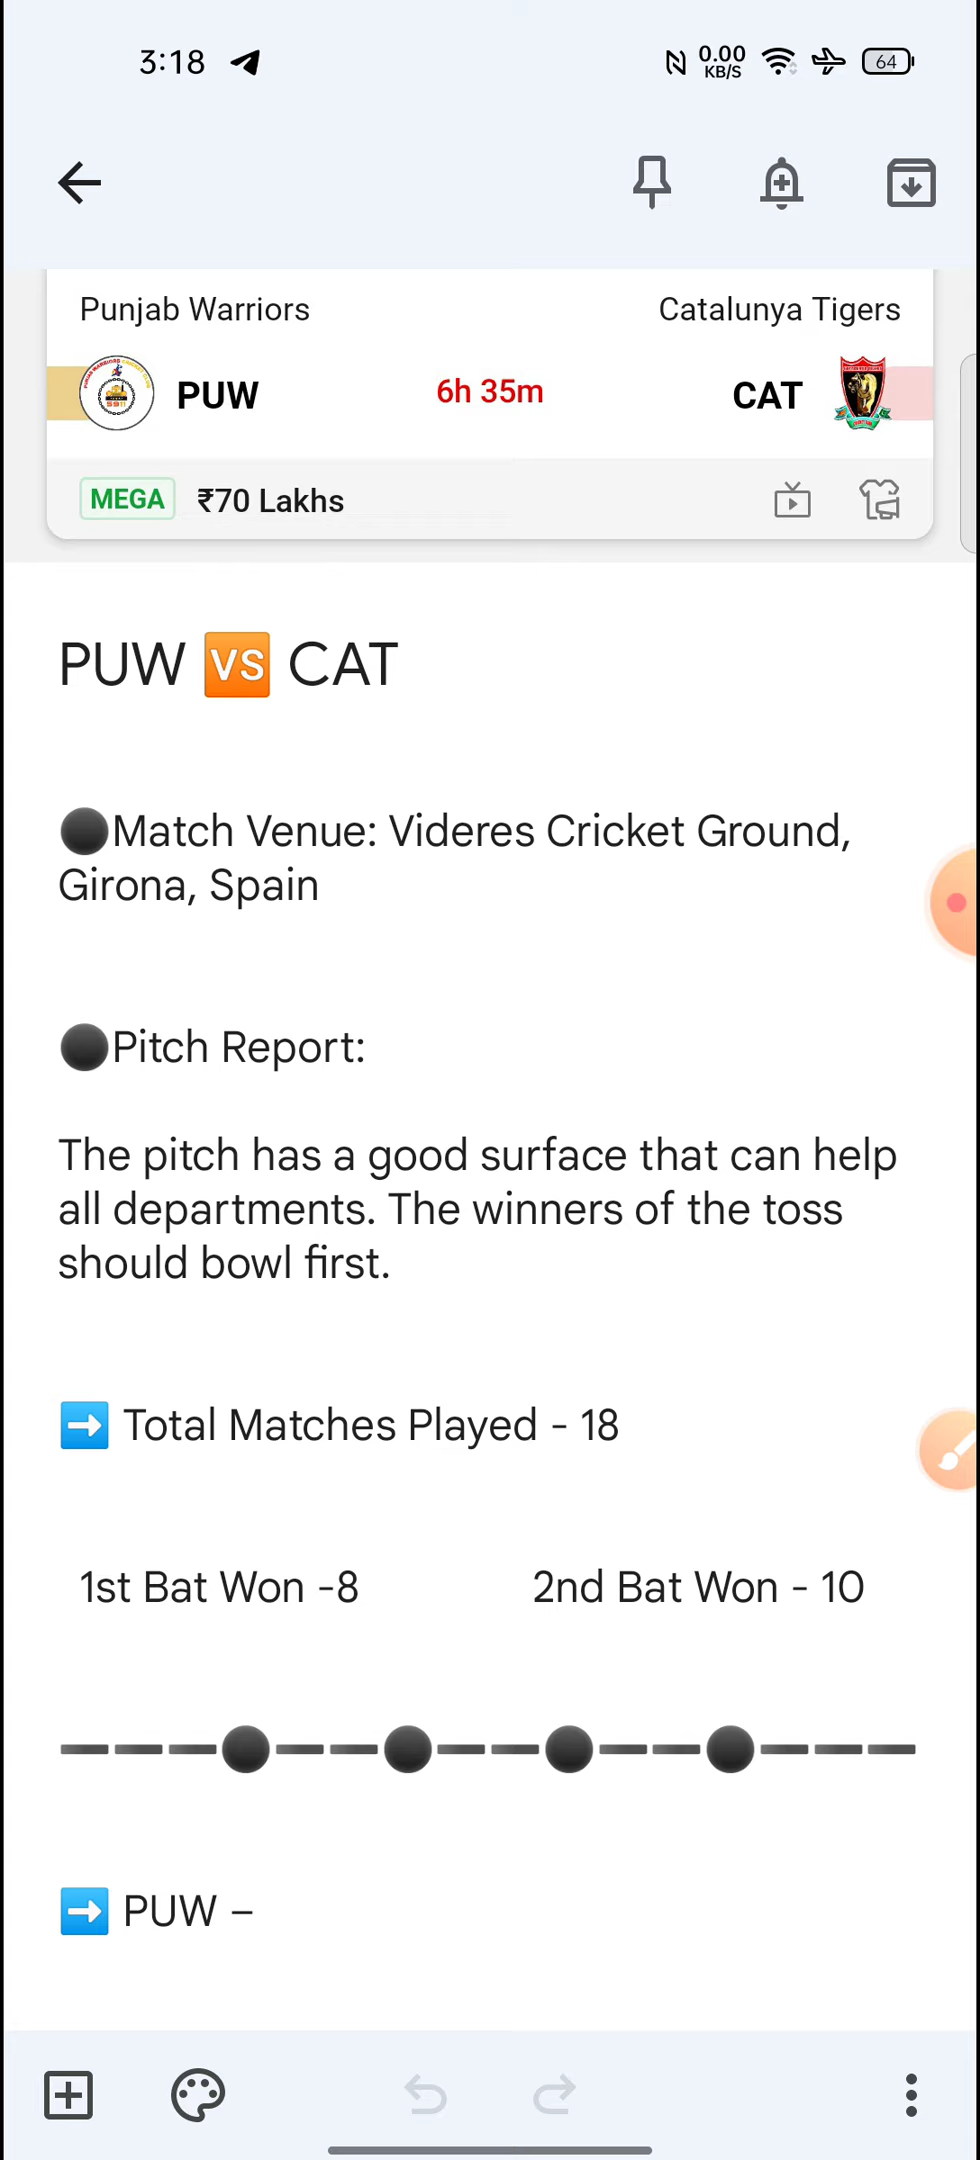 3:18
0.00
KB/S
64
Punjab Warriors
Catalunya Tigers
PUW
6h 35m
CAT
MEGA ₹70 Lakhs
PUW VS CAT
Match Venue: Videres Cricket Ground,
Girona, Spain
Pitch Report:
The pitch has a good surface that can help
all departments. The winners of the toss
should bowl first.
Total Matches Played - 18
1st Bat Won -8
2nd Bat Won - 10
PUW –